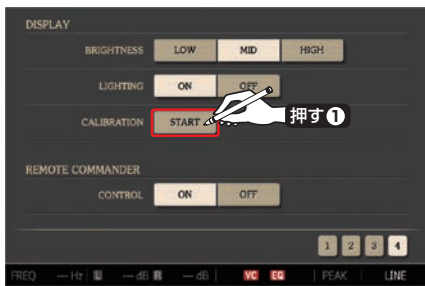 DISPLAY
BRIGHTNESS LOW MID HIGH
LIGHTING ON OFF
CALIBRATION START
押す❶
REMOTE COMMANDER
CONTROL ON OFF
1 2 3 4
FREQ --- Hz L --- dB R --- dB VC EQ PEAK LINE